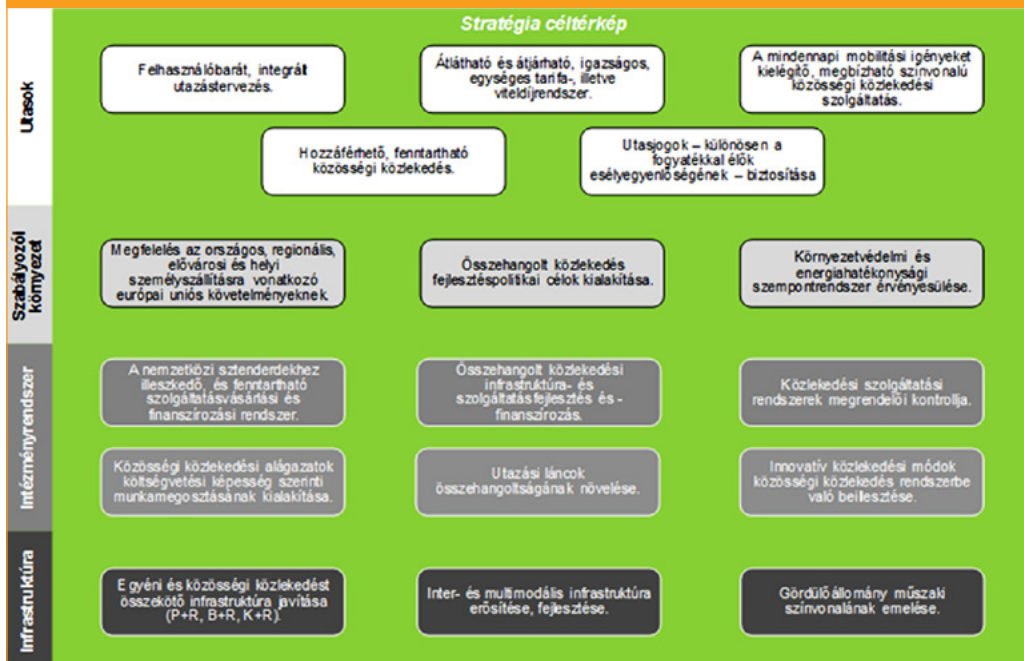 Stratégia céltérkép
Utasok
Felhasználóbarát, integrált
utazástervezés.
Átlátható és átjárható, igazságos,
egységes tarifa-, illetve
viteldíjrendszer.
A mindennapi mobilitási igényeket
kielégítő, megbízható színvonalú
közösségi közlekedési
szolgáltatás.
Hozzáférhető, fenntartható
közösségi közlekedés.
Utasjogok – különösen a
fogyatékkal élők
esélyegyenlőségének – biztosítása
Szabályozói
környezet
Megfelelés az országos, regionális,
elővárosi és helyi
személyszállításra vonatkozó
európai uniós követelményeknek.
Összehangolt közlekedés
fejlesztéspolitikai célok kialakítása.
Környezetvédelmi és
energiahatékonysági
szempontrendszer érvényesülése.
Intézményrendszer
A nemzetközi sztenderdekhez
illeszkedő, és fenntartható
szolgáltatásvásárlási és
finanszírozási rendszer.
Összehangolt közlekedési
infrastruktúra- és
szolgáltatásfejlesztés és -
finanszírozás.
Közlekedési szolgáltatási
rendszerek megrendelői kontrollja.
Közösségi közlekedési alágazatok
költségvetési képesség szerinti
munkamegosztásának kialakítása.
Utazási láncok
összehangoltságának növelése.
Innovatív közlekedési módok
közösségi közlekedés rendszerbe
való beillesztése.
Infrastruktúra
Egyéni és közösségi közlekedést
összekötő infrastruktúra javítása
(P+R, B+R, K+R).
Inter- és multimodális infrastruktúra
erősítése, fejlesztése.
Gördülőállomány műszaki
színvonalának emelése.